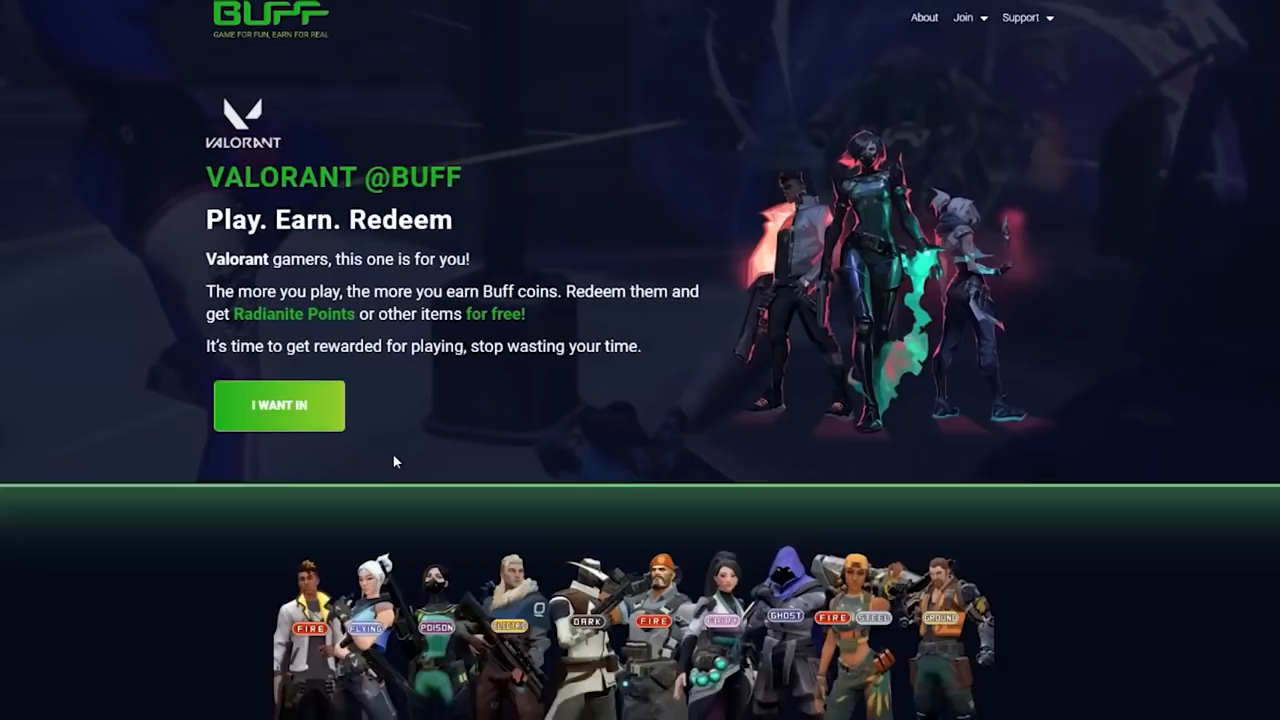 BUFF
GAME FOR FUN, EARN FOR REAL
About Join Support
VALORANT
VALORANT @BUFF
Play. Earn. Redeem
Valorant gamers, this one is for you!
The more you play, the more you earn Buff coins. Redeem them and
get Radianite Points or other items for free!
It's time to get rewarded for playing, stop wasting your time.
I WANT IN
FIRE FLYING POISON ELECTRIC DARK FIRE FAIRY GHOST FIRE STEEL GROUND